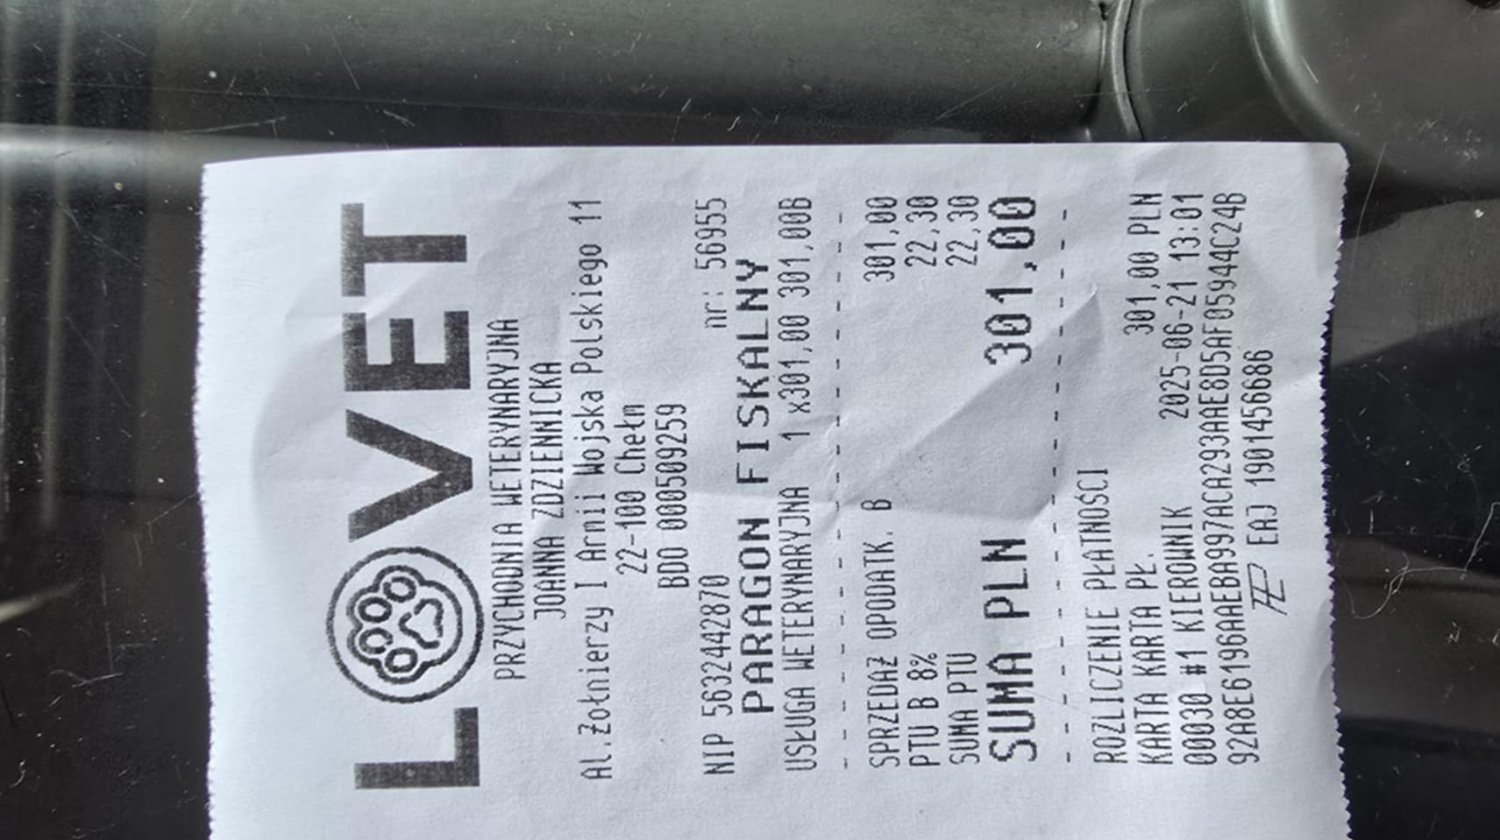 LOVET
PRZYCHODNIA WETERYNARYJNA
JOANNA ZDZIENNICKA
Al.Żołnierzy I Armii Wojska Polskiego 11
22-100 Chełm
BDO 000509259
NIP 5632442870 nr: 56955
PARAGON FISKALNY
USŁUGA WETERYNARYJNA 1 x301,00 301,00B
SPRZEDAŻ OPODATK. B 301,00
PTU B 8% 22,30
SUMA PTU 22,30
SUMA PLN 301,00
ROZLICZENIE PŁATNOŚCI
KARTA KARTA PŁ. 301,00 PLN
00030 #1 KIEROWNIK 2025-06-21 13:01
92A8E6196AAEBA997ACA293AAE8D5AF05944C24B
EAJ 1901456686